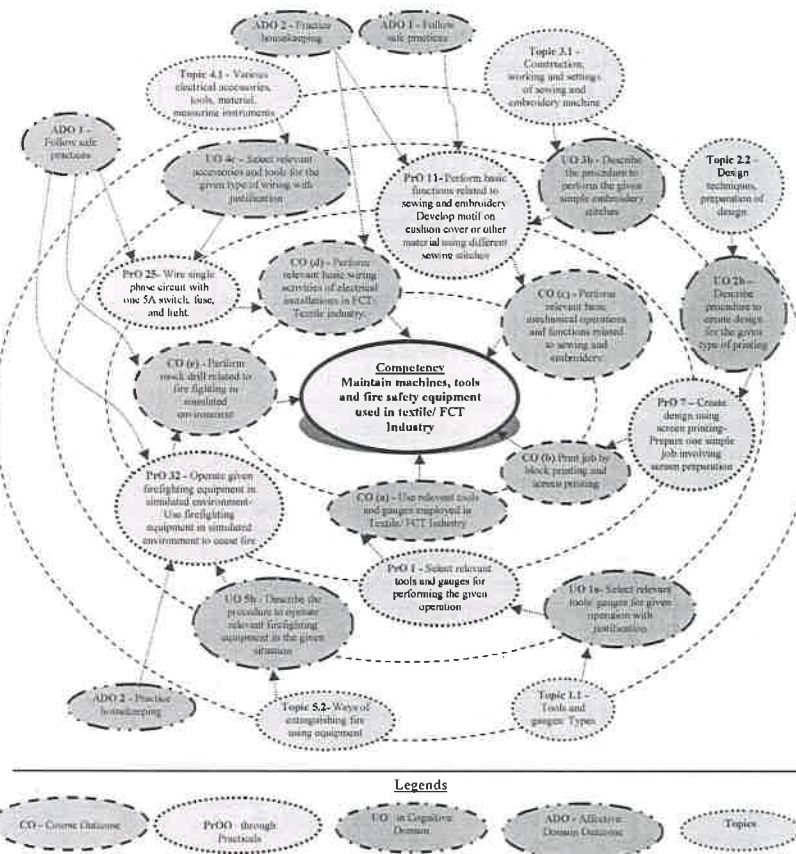 ADO 2 - Practice
housekeeping
ADO 1 - Follow
safe practices
Topic 3.1 -
Construction,
working and settings
of sewing and
embroidery machine
Topic 4.1 - Various
electrical accessories,
tools, material,
measuring instruments
ADO 1 -
Follow safe
practices
UO 4c - Select relevant
accessories and tools for the
given type of wiring with
justification
PrO 11- Perform basic
functions related to
sewing and embroidery
Develop motif on
cushion cover or other
material using different
sewing stitches
UO 3b - Describe
the procedure to
perform the given
simple embroidery
stitches
Topic 2.2 -
Design
techniques,
preparation of
design
PrO 25- Wire single
phase circuit with
one 5A switch, fuse,
and light.
CO (d) - Perform
relevant basic wiring
activities of electrical
installations in FCT-
Textile industry.
CO (c) - Perform
relevant basic
mechanical operations
and functions related
to sewing and
embroidery.
UO 2b -
Describe
procedure to
create design
for the given
type of printing
CO (e) - Perform
mock drill related to
fire fighting in
simulated
environment
Competency
Maintain machines, tools
and fire safety equipment
used in textile/ FCT
Industry
PrO 7 - Create
design using
screen printing-
Prepare one simple
job involving
screen preparation
PrO 32 - Operate given
firefighting equipment in
simulated environment-
Use firefighting
equipment in simulated
environment to cease fire
CO (b) Print job by
block printing and
screen printing
CO (a) - Use relevant tools
and gauges employed in
Textile/ FCT Industry
PrO 1 - Select relevant
tools and gauges for
performing the given
operation
UO 5b - Describe the
procedure to operate
relevant firefighting
equipment in the given
situation
UO 1a- Select relevant
tools/ gauges for given
operation with
justification
ADO 2 - Practice
housekeeping
Topic 5.2- Ways of
extinguishing fire
using equipment
Topic 1.1 -
Tools and
gauges: Types
Legends
CO - Course Outcome
PrOO - through
Practicals
UO - in Cognitive
Domain
ADO - Affective
Domain Outcome
Topics